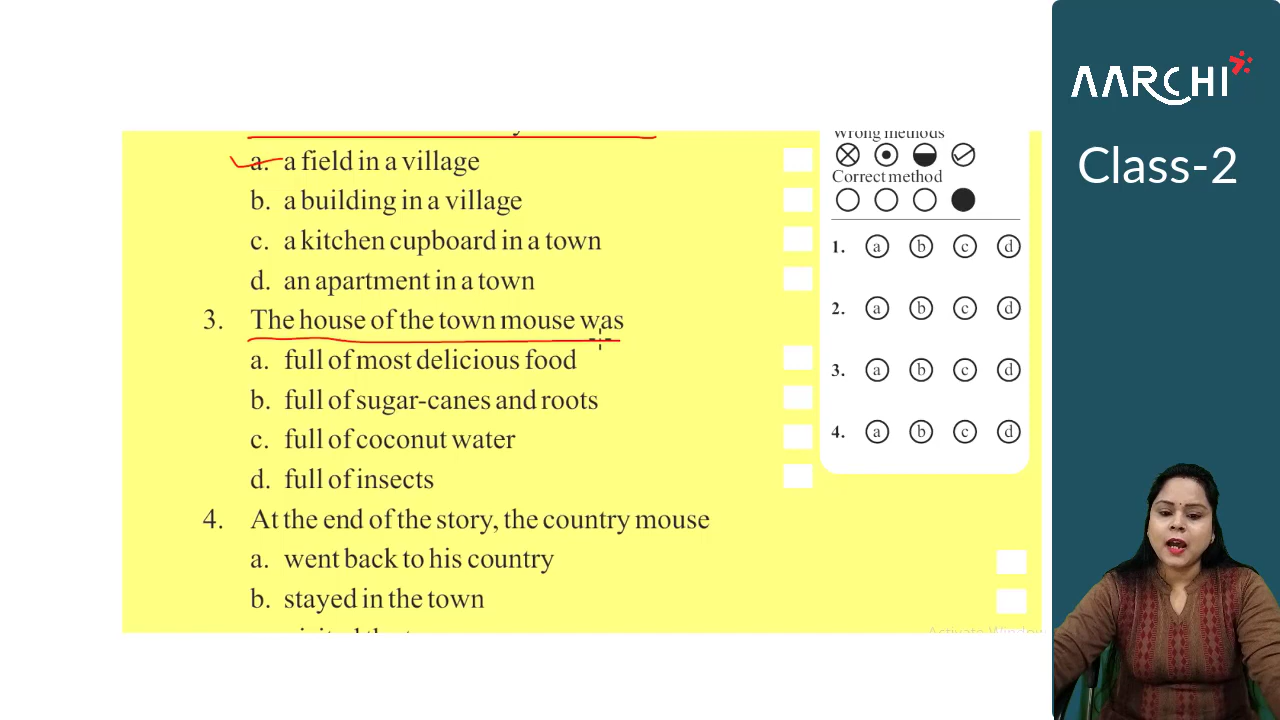 a. a field in a village
b. a building in a village
c. a kitchen cupboard in a town
d. an apartment in a town
3. The house of the town mouse was
a. full of most delicious food
b. full of sugar-canes and roots
c. full of coconut water
d. full of insects
4. At the end of the story, the country mouse
a. went back to his country
b. stayed in the town
Wrong methods
Correct method
1. a b c d
2. a b c d
3. a b c d
4. a b c d
AARCHI
Class-2